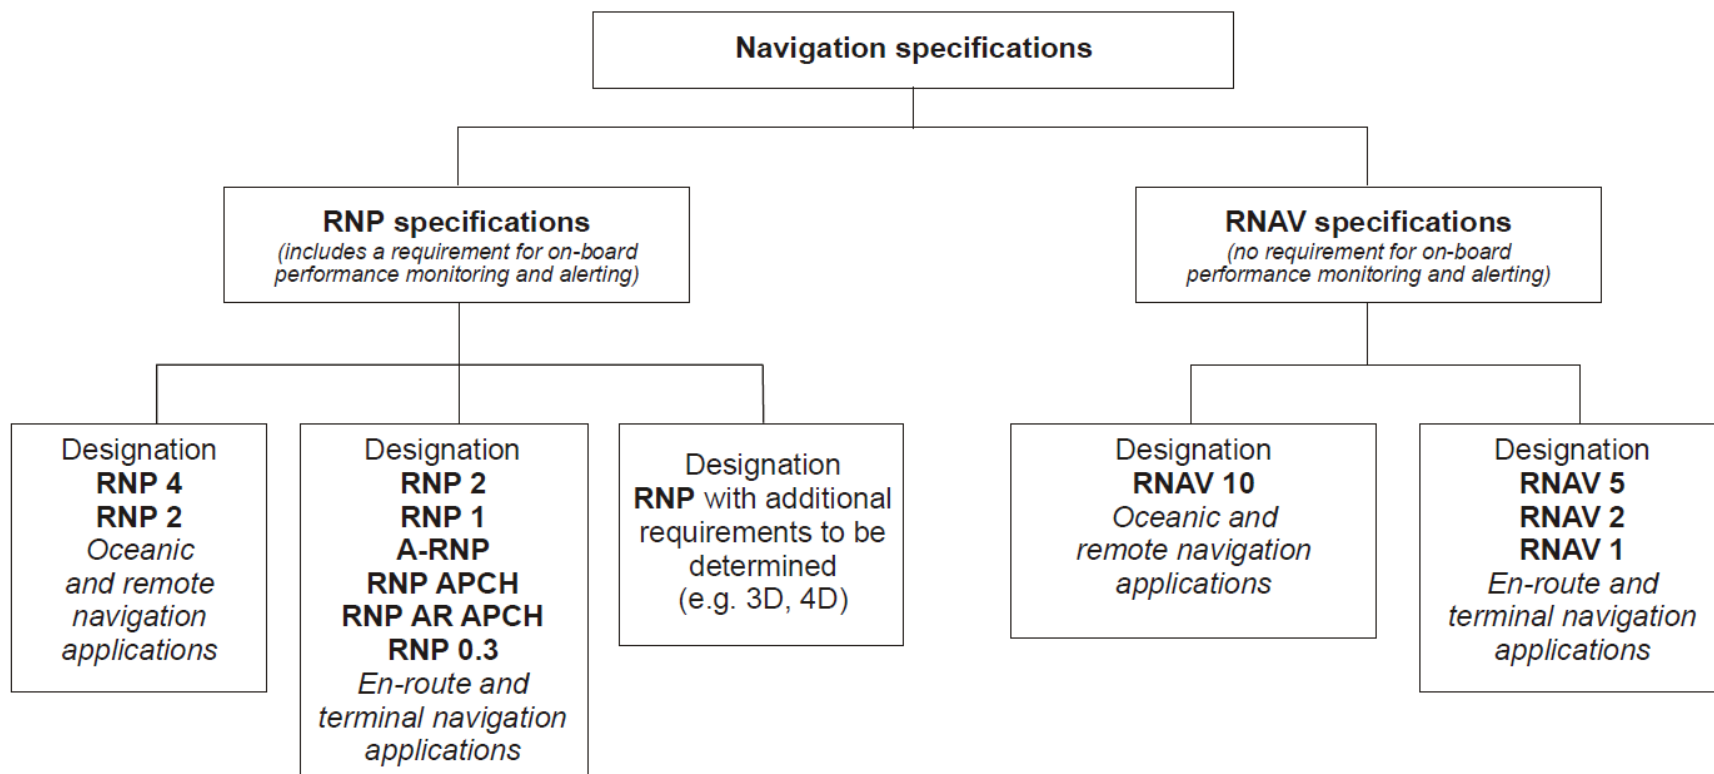 Navigation specifications
RNP specifications
(includes a requirement for on-board
performance monitoring and alerting)
RNAV specifications
(no requirement for on-board
performance monitoring and alerting)
Designation
RNP 4
RNP 2
Oceanic
and remote
navigation
applications
Designation
RNP 2
RNP 1
A-RNP
RNP APCH
RNP AR APCH
RNP 0.3
En-route and
terminal navigation
applications
Designation
RNP with additional
requirements to be
determined
(e.g. 3D, 4D)
Designation
RNAV 10
Oceanic and
remote navigation
applications
Designation
RNAV 5
RNAV 2
RNAV 1
En-route and
terminal navigation
applications